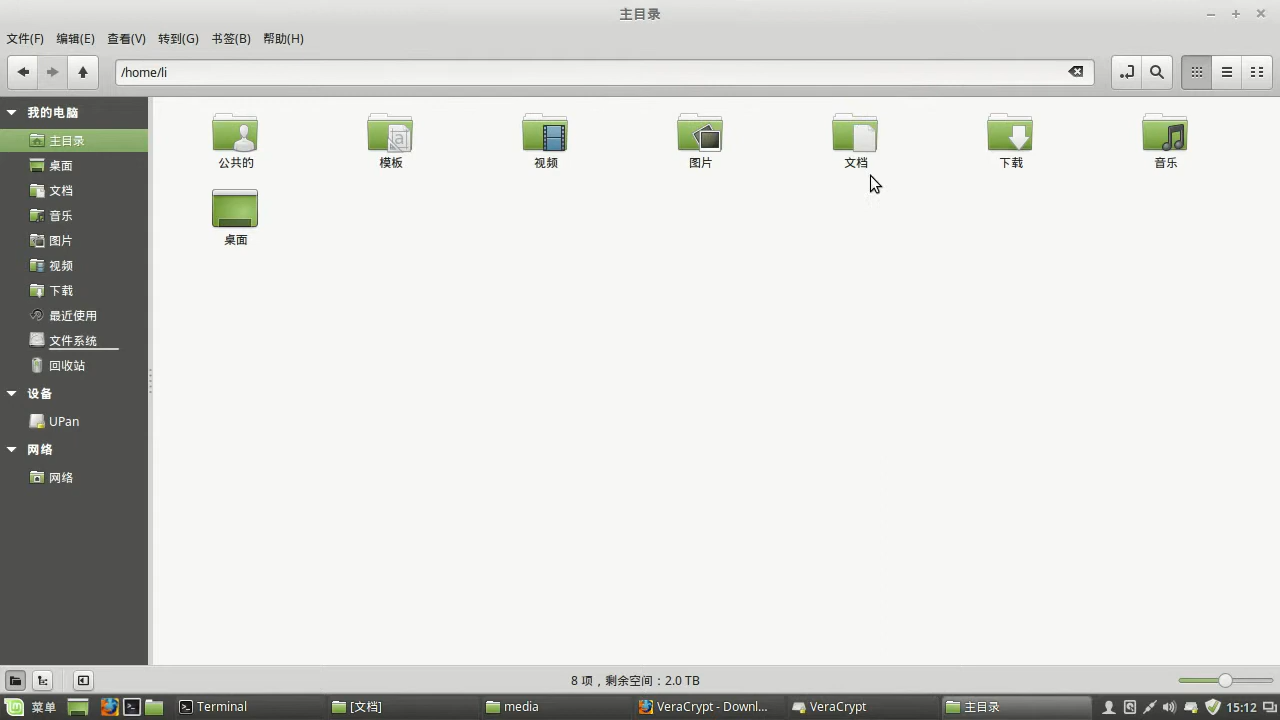 主目录
文件(F) 编辑(E) 查看(V) 转到(G) 书签(B) 帮助(H)
/home/li
我的电脑
主目录
桌面
文档
音乐
图片
视频
下载
最近使用
文件系统
回收站
设备
UPan
网络
网络
公共的 模板 视频 图片 文档 下载 音乐
桌面
8 项，剩余空间：2.0 TB
菜单 Terminal [文档] media VeraCrypt - Downl... VeraCrypt 主目录 15:12